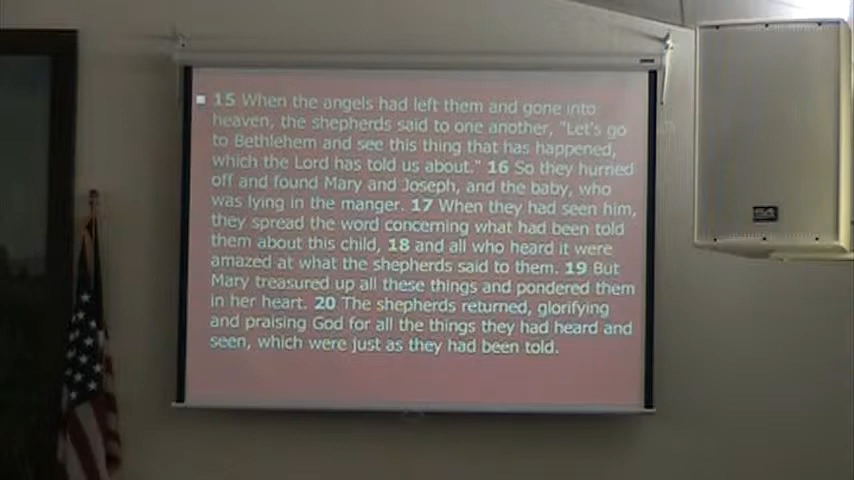 15 When the angels had left them and gone into
heaven, the shepherds said to one another, "Let's go
to Bethlehem and see this thing that has happened,
which the Lord has told us about." 16 So they hurried
off and found Mary and Joseph, and the baby, who
was lying in the manger. 17 When they had seen him,
they spread the word concerning what had been told
them about this child, 18 and all who heard it were
amazed at what the shepherds said to them. 19 But
Mary treasured up all these things and pondered them
in her heart. 20 The shepherds returned, glorifying
and praising God for all the things they had heard and
seen, which were just as they had been told.